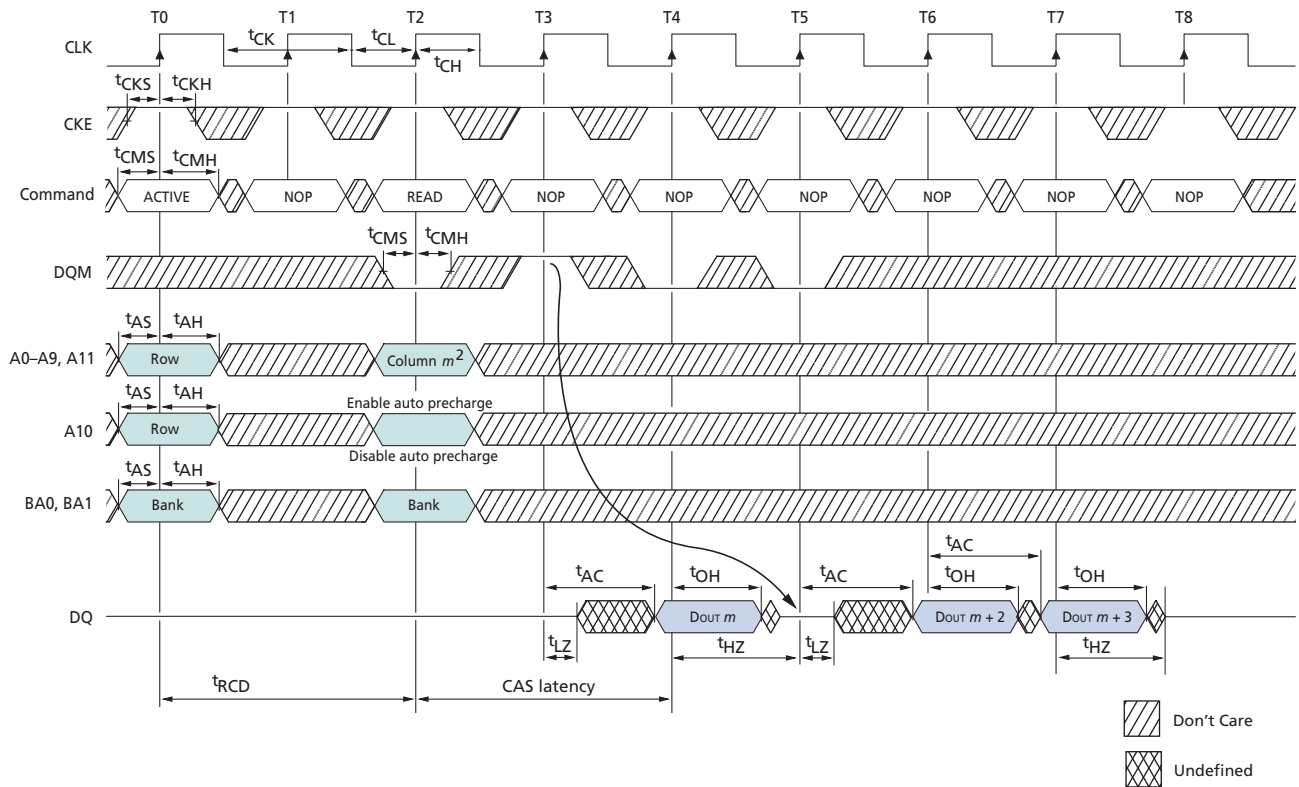 T0 T1 T2 T3 T4 T5 T6 T7 T8
CLK
tCK tCL
tCH
tCKS tCKH
CKE
tCMS tCMH
Command ACTIVE NOP READ NOP NOP NOP NOP NOP NOP
tCMS tCMH
DQM
tAS tAH
A0–A9, A11 Row Column m2
tAS tAH Enable auto precharge
A10 Row
Disable auto precharge
tAS tAH
BA0, BA1 Bank Bank
tAC
tAC tOH tAC tOH tOH
DQ DOUT m DOUT m + 2 DOUT m + 3
tLZ tHZ tLZ tHZ
tRCD CAS latency
Don't Care
Undefined